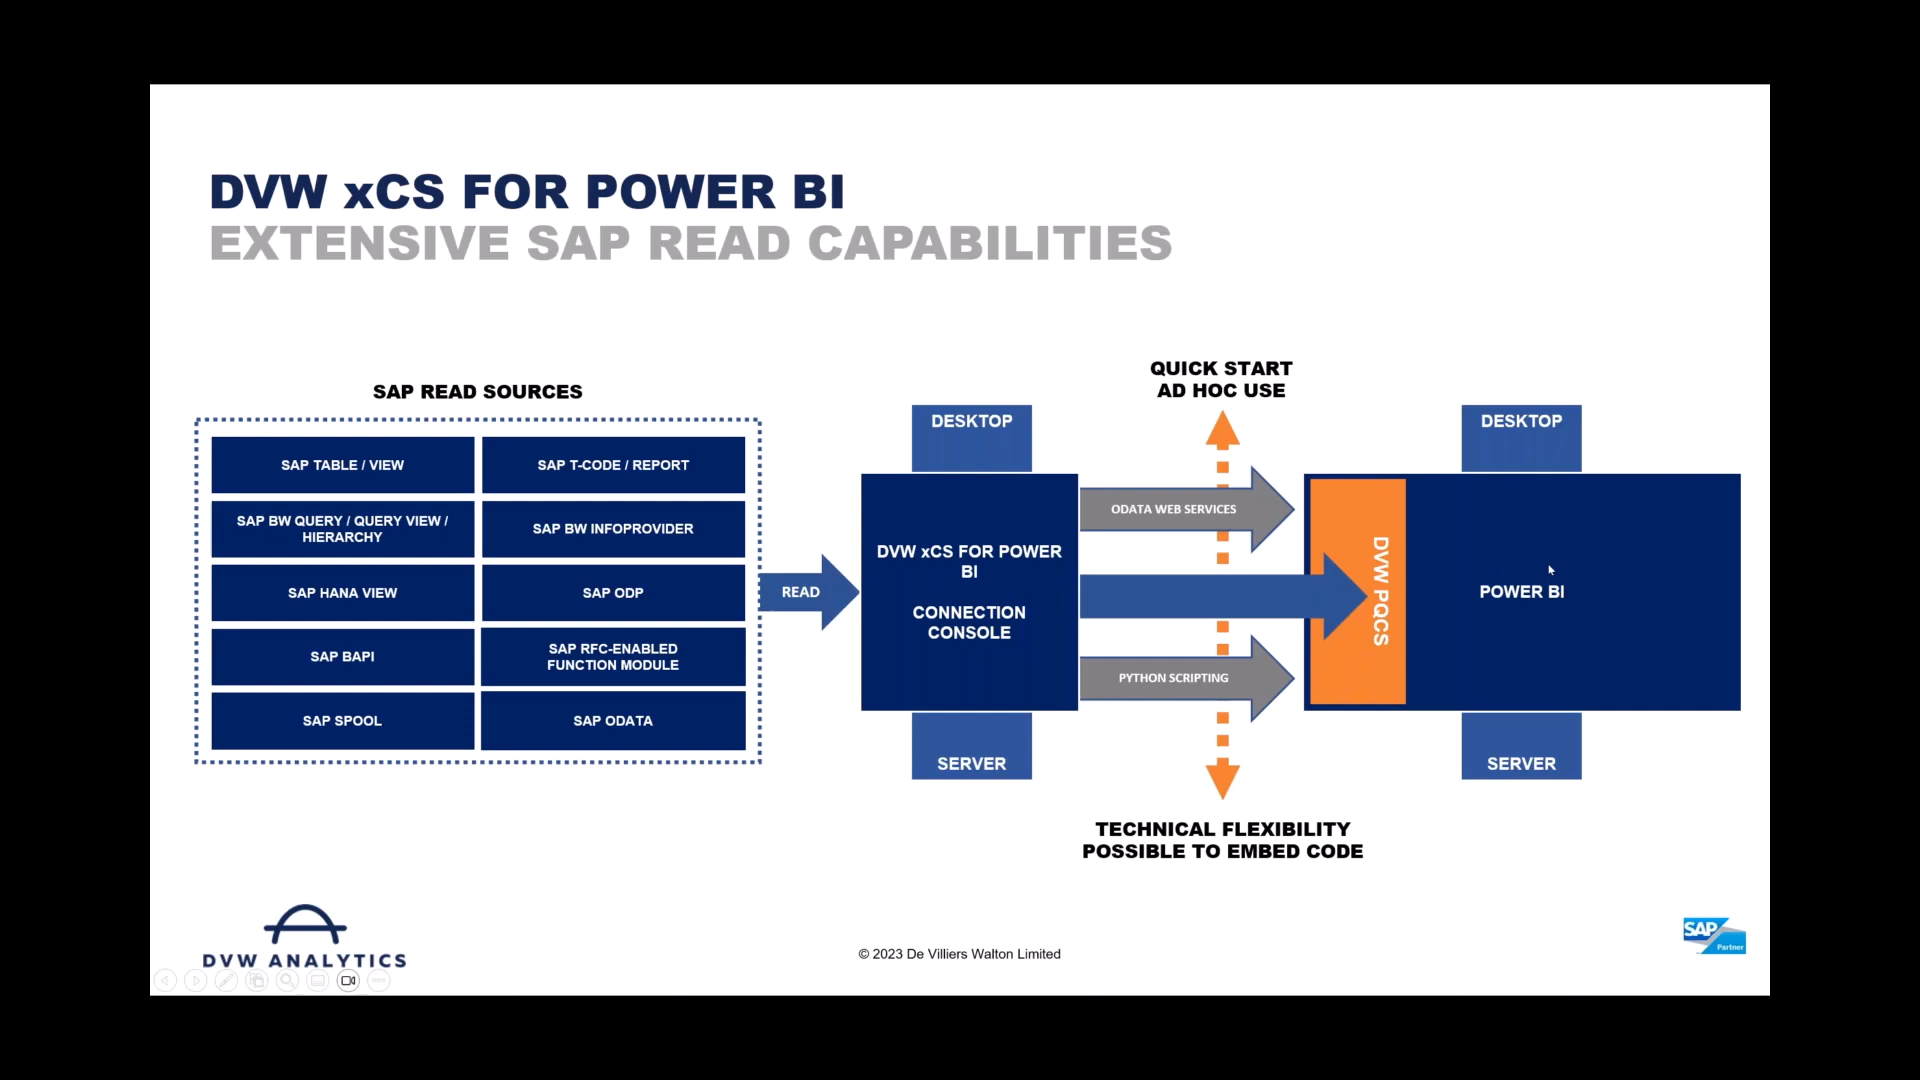 DVW xCS FOR POWER BI
EXTENSIVE SAP READ CAPABILITIES
SAP READ SOURCES
SAP TABLE / VIEW
SAP T-CODE / REPORT
SAP BW QUERY / QUERY VIEW /
HIERARCHY
SAP BW INFOPROVIDER
SAP HANA VIEW
SAP ODP
SAP BAPI
SAP RFC-ENABLED
FUNCTION MODULE
SAP SPOOL
SAP ODATA
READ
DESKTOP
DVW xCS FOR POWER
BI
CONNECTION
CONSOLE
SERVER
QUICK START
AD HOC USE
ODATA WEB SERVICES
PYTHON SCRIPTING
TECHNICAL FLEXIBILITY
POSSIBLE TO EMBED CODE
DESKTOP
DVW PQCS
POWER BI
SERVER
DVW ANALYTICS
© 2023 De Villiers Walton Limited
SAP
Partner